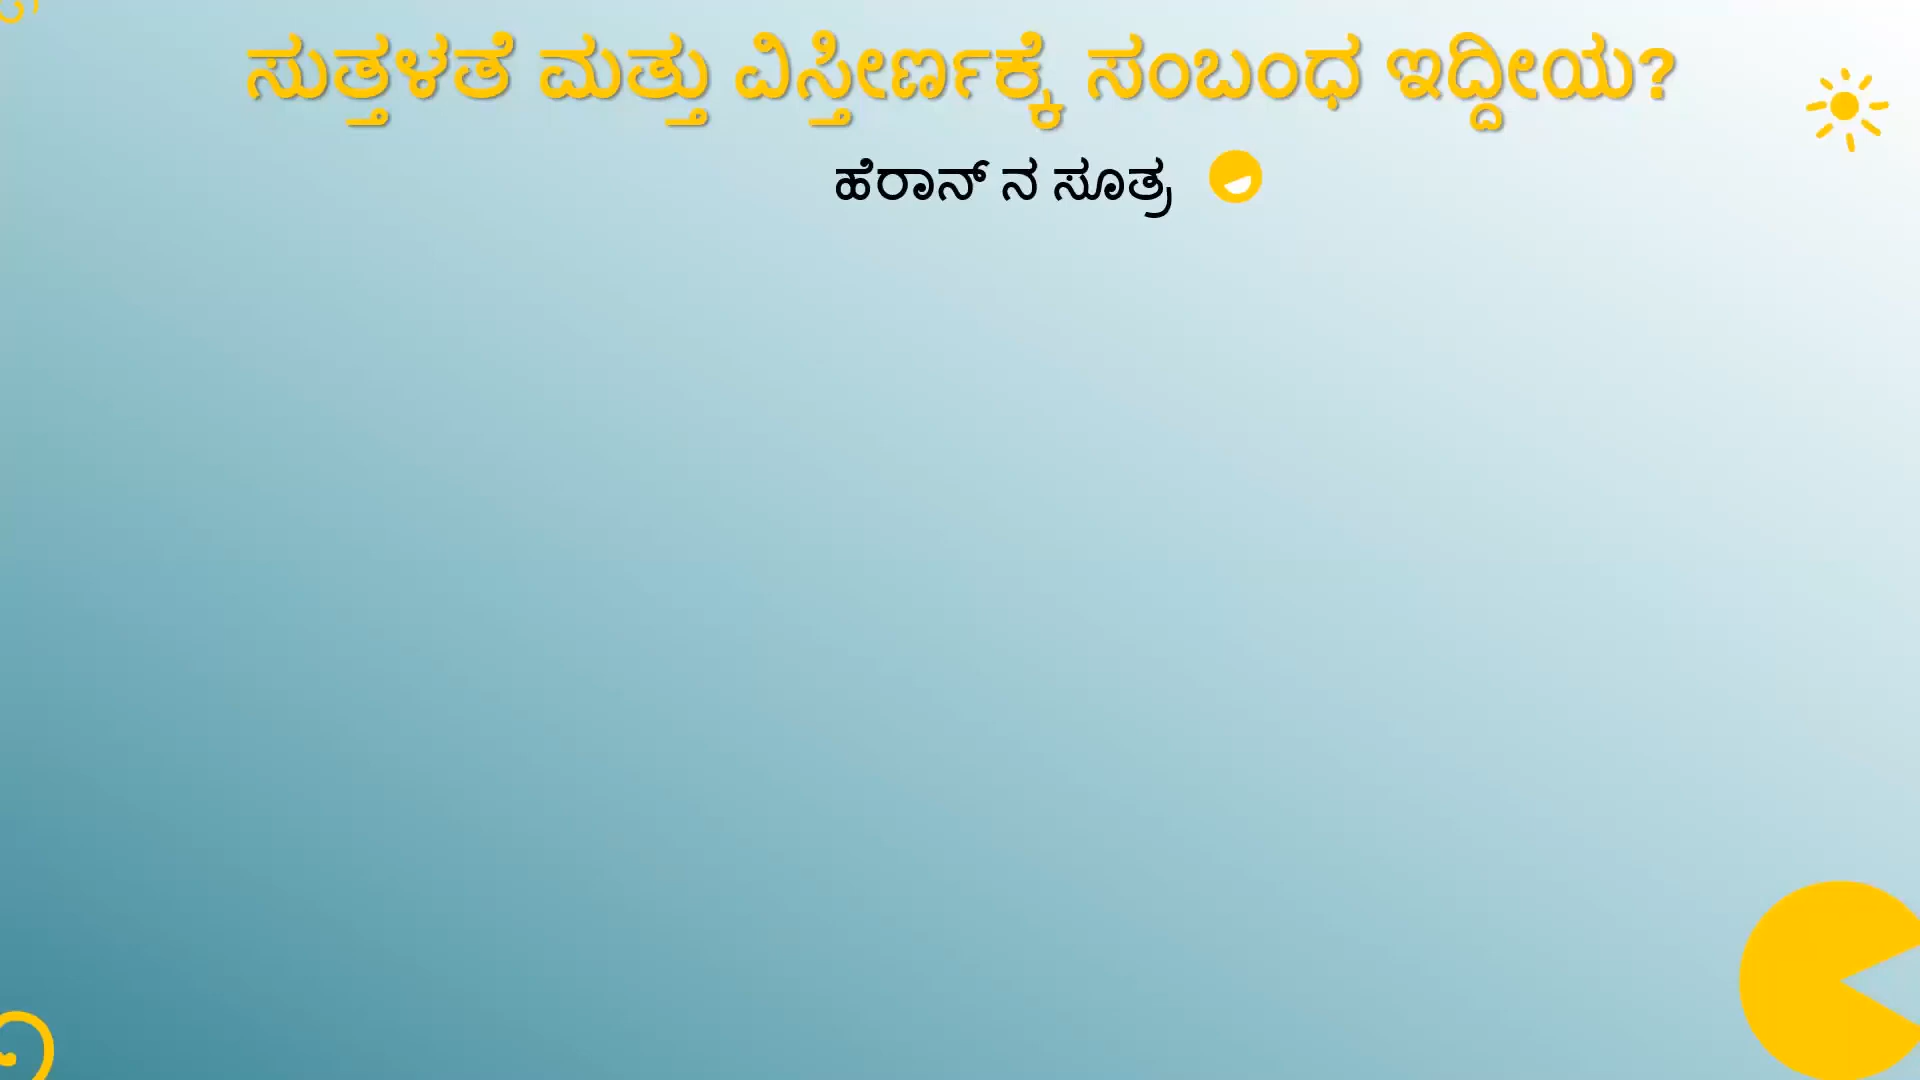 ಸುತ್ತಳತೆ ಮತ್ತು ವಿಸ್ತೀರ್ಣಕ್ಕೆ ಸಂಬಂಧ ಇದ್ದೀಯ?
ಹೆರಾನ್ ನ ಸೂತ್ರ